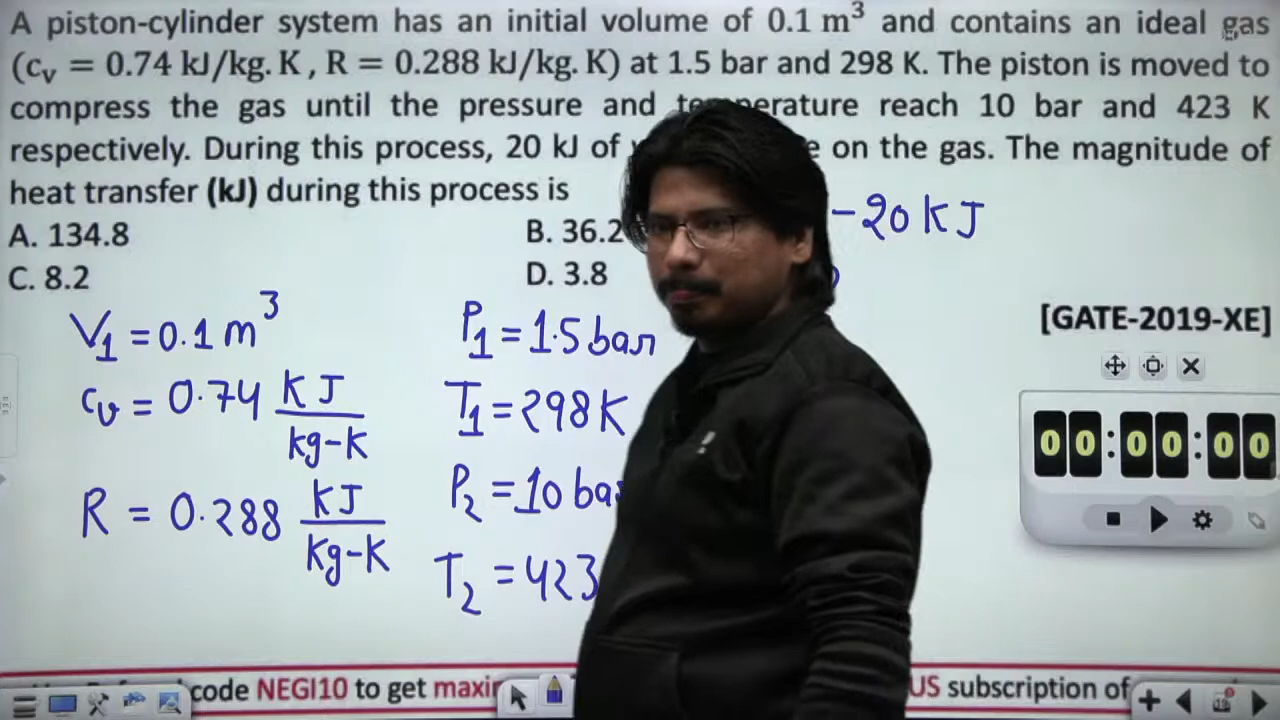 A piston-cylinder system has an initial volume of 0.1 m³ and contains an ideal gas
(cᵥ = 0.74 kJ/kg. K , R = 0.288 kJ/kg. K) at 1.5 bar and 298 K. The piston is moved to
compress the gas until the pressure and temperature reach 10 bar and 423 K
respectively. During this process, 20 kJ of e on the gas. The magnitude of
heat transfer (kJ) during this process is
A. 134.8 B. 36.2
-20 KJ
C. 8.2 D. 3.8
[GATE-2019-XE]
V₁ = 0.1 m³ P₁ = 1.5 bar
cᵥ = 0.74 KJ/kg-K T₁ = 298 K
R = 0.288 KJ/Kg-K P₂ = 10 ba
T₂ = 423
00:00:00
code NEGI10 to get maxi US subscription of